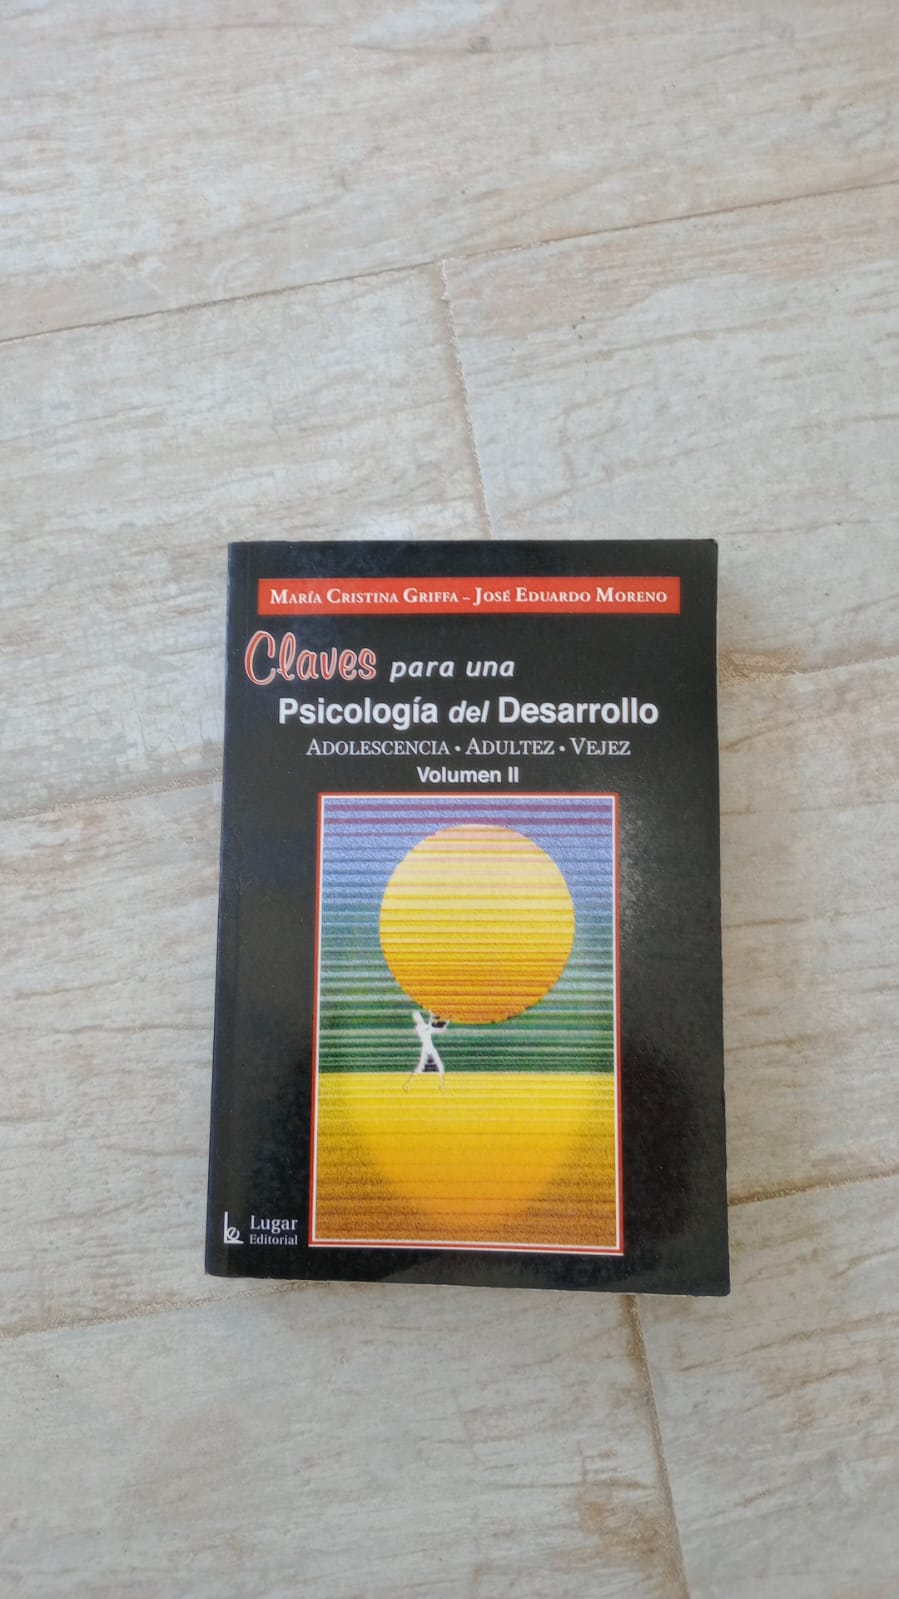 MARÍA CRISTINA GRIFFA – JOSÉ EDUARDO MORENO
Claves para una
Psicología del Desarrollo
ADOLESCENCIA • ADULTEZ • VEJEZ
Volumen II
le
Lugar
Editorial